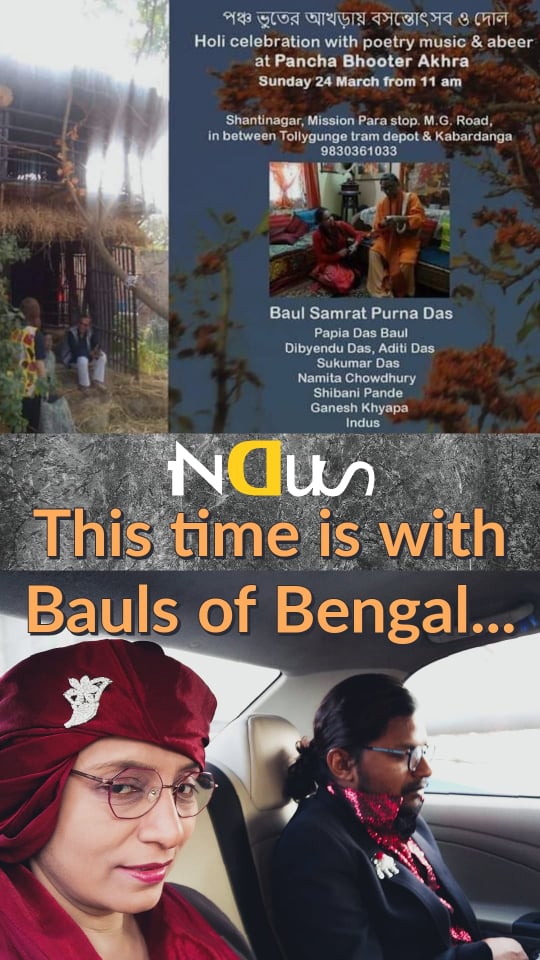 পঞ্চ ভূতের আখড়ায় বসন্তোৎসব ও দোল
Holi celebration with poetry music & abeer
at Pancha Bhooter Akhra
Sunday 24 March from 11 am
Shantinagar, Mission Para stop. M.G. Road,
in between Tollygunge tram depot & Kabardanga
9830361033
Baul Samrat Purna Das
Papia Das Baul
Dibyendu Das, Aditi Das
Sukumar Das
Namita Chowdhury
Shibani Pande
Ganesh Khyapa
Indus
This time is with
Bauls of Bengal...